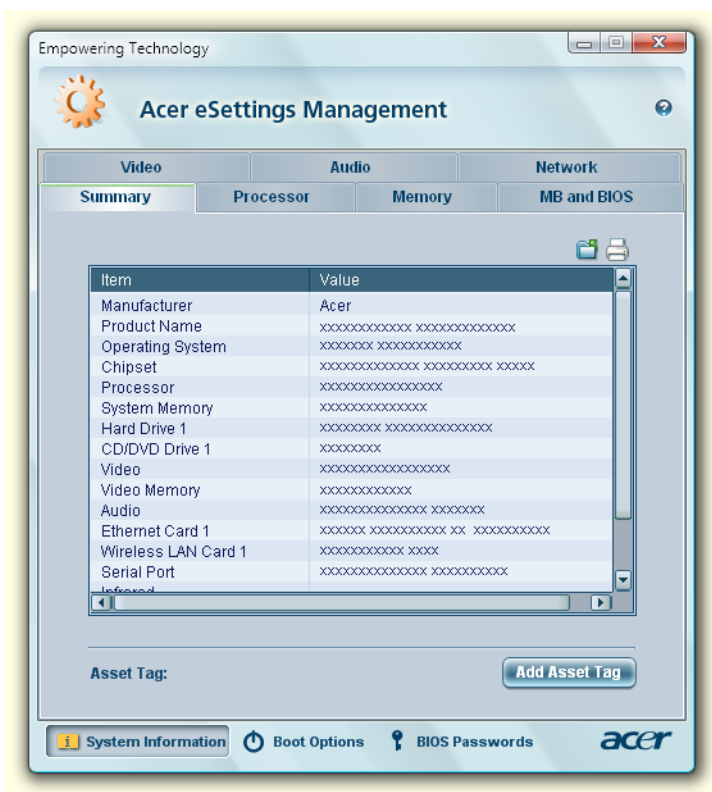 Empowering Technology
Acer eSettings Management
Video Audio Network
Summary Processor Memory MB and BIOS
Item Value
Manufacturer Acer
Product Name xxxxxxxxxxxx xxxxxxxxxxxxx
Operating System xxxxxxx xxxxxxxxxxx
Chipset xxxxxxxxxxxxx xxxxxxxxx xxxxx
Processor xxxxxxxxxxxxxxxx
System Memory xxxxxxxxxxxxxx
Hard Drive 1 xxxxxxxx xxxxxxxxxxxxxx
CD/DVD Drive 1 xxxxxxxx
Video xxxxxxxxxxxxxxxxx
Video Memory xxxxxxxxxxxx
Audio xxxxxxxxxxxxxx xxxxxxx
Ethernet Card 1 xxxxxx xxxxxxxxxx xx xxxxxxxxxx
Wireless LAN Card 1 xxxxxxxxxxx xxxx
Serial Port xxxxxxxxxxxxxx xxxxxxxxxx
Infrared
Asset Tag: Add Asset Tag
System Information Boot Options BIOS Passwords acer